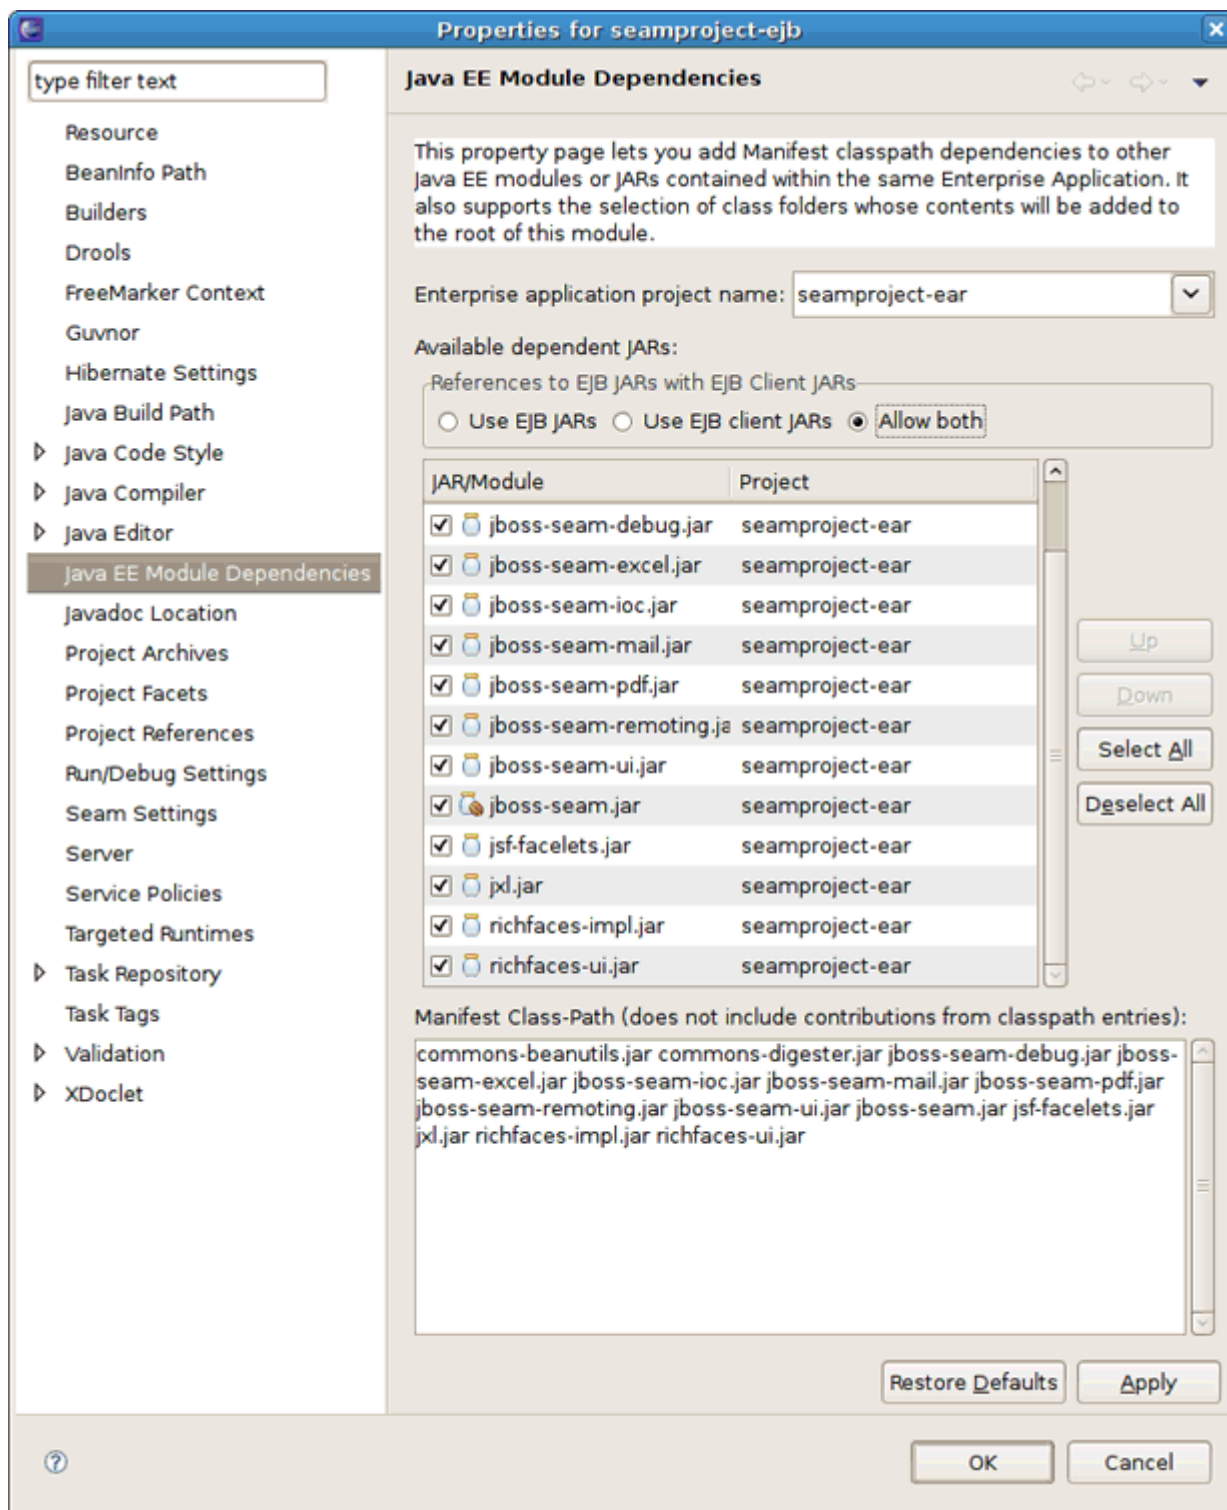 Properties for seamproject-ejb
type filter text
Resource
BeanInfo Path
Builders
Drools
FreeMarker Context
Guvnor
Hibernate Settings
Java Build Path
Java Code Style
Java Compiler
Java Editor
Java EE Module Dependencies
Javadoc Location
Project Archives
Project Facets
Project References
Run/Debug Settings
Seam Settings
Server
Service Policies
Targeted Runtimes
Task Repository
Task Tags
Validation
XDoclet
Java EE Module Dependencies
This property page lets you add Manifest classpath dependencies to other
Java EE modules or JARs contained within the same Enterprise Application. It
also supports the selection of class folders whose contents will be added to
the root of this module.
Enterprise application project name: seamproject-ear
Available dependent JARs:
References to EJB JARs with EJB Client JARs
Use EJB JARs Use EJB client JARs Allow both
JAR/Module Project
jboss-seam-debug.jar seamproject-ear
jboss-seam-excel.jar seamproject-ear
jboss-seam-ioc.jar seamproject-ear
jboss-seam-mail.jar seamproject-ear
jboss-seam-pdf.jar seamproject-ear
jboss-seam-remoting.ja seamproject-ear
jboss-seam-ui.jar seamproject-ear
jboss-seam.jar seamproject-ear
jsf-facelets.jar seamproject-ear
jxl.jar seamproject-ear
richfaces-impl.jar seamproject-ear
richfaces-ui.jar seamproject-ear
Up
Down
Select All
Deselect All
Manifest Class-Path (does not include contributions from classpath entries):
commons-beanutils.jar commons-digester.jar jboss-seam-debug.jar jboss-
seam-excel.jar jboss-seam-ioc.jar jboss-seam-mail.jar jboss-seam-pdf.jar
jboss-seam-remoting.jar jboss-seam-ui.jar jboss-seam.jar jsf-facelets.jar
jxl.jar richfaces-impl.jar richfaces-ui.jar
Restore Defaults Apply
OK Cancel